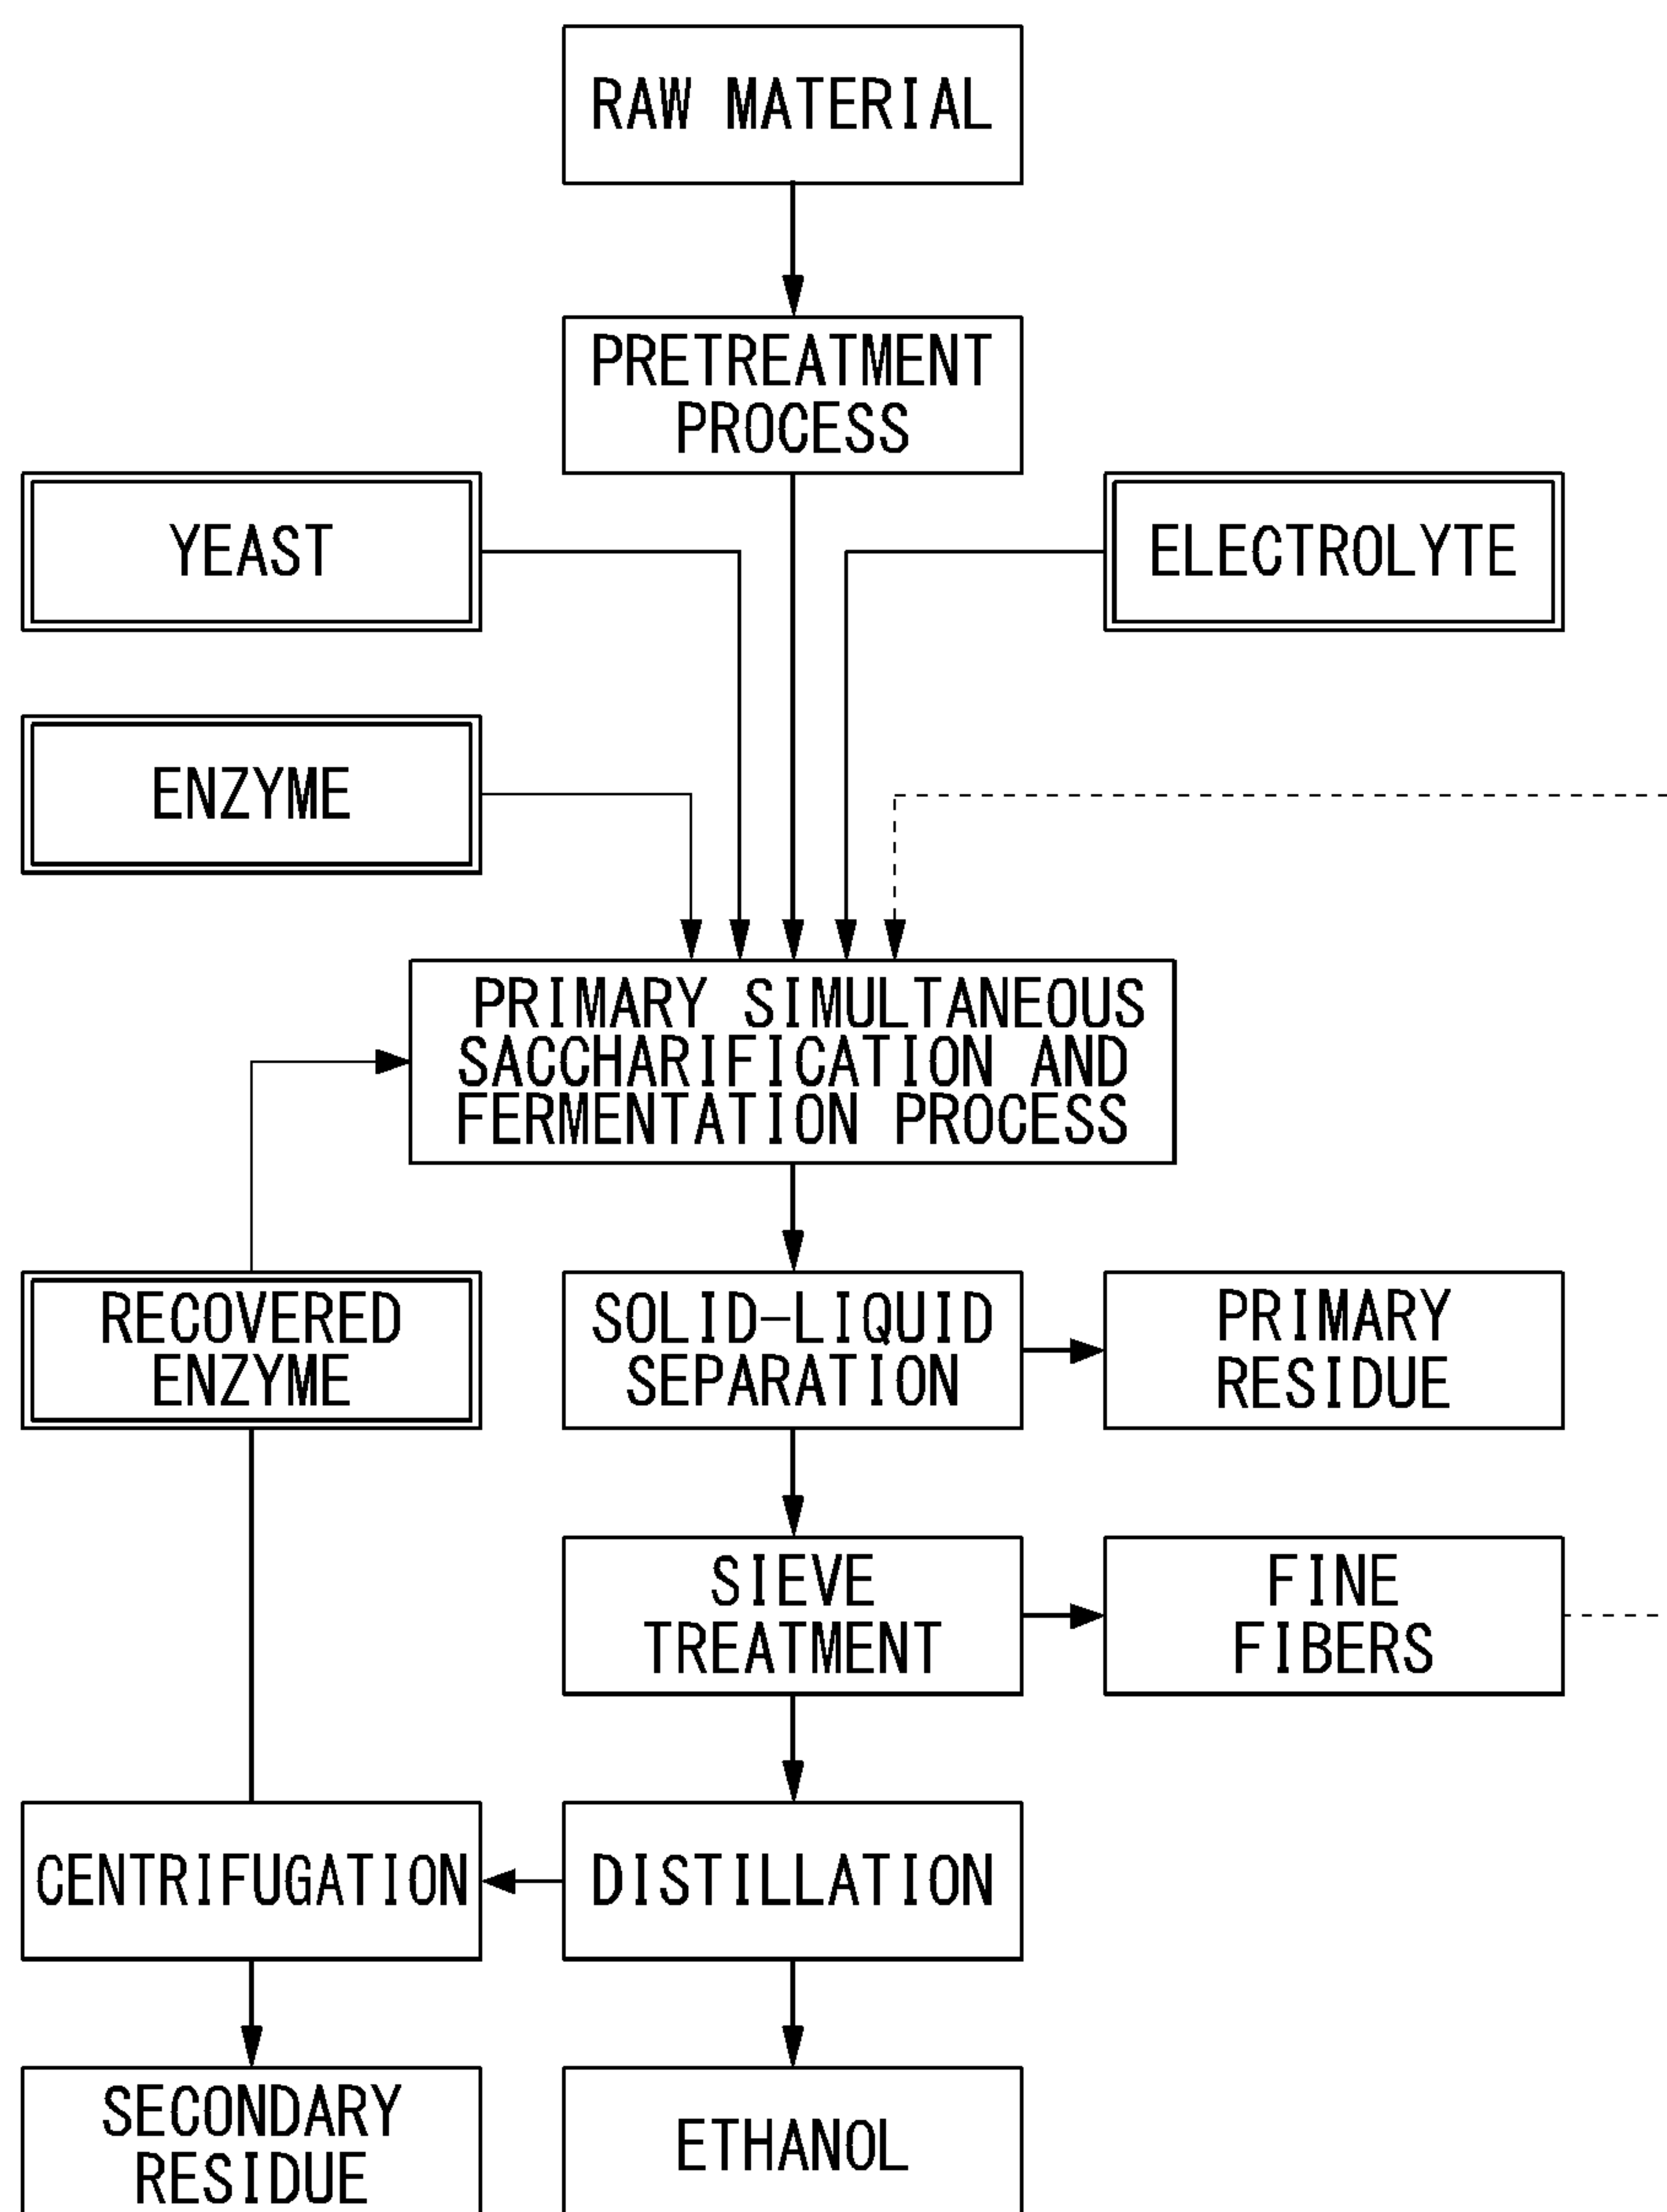 RAW MATERIAL
PRETREATMENT
PROCESS
YEAST
ELECTROLYTE
ENZYME
PRIMARY SIMULTANEOUS
SACCHARIFICATION AND
FERMENTATION PROCESS
RECOVERED
ENZYME
SOLID-LIQUID
SEPARATION
PRIMARY
RESIDUE
SIEVE
TREATMENT
FINE
FIBERS
CENTRIFUGATION
DISTILLATION
SECONDARY
RESIDUE
ETHANOL